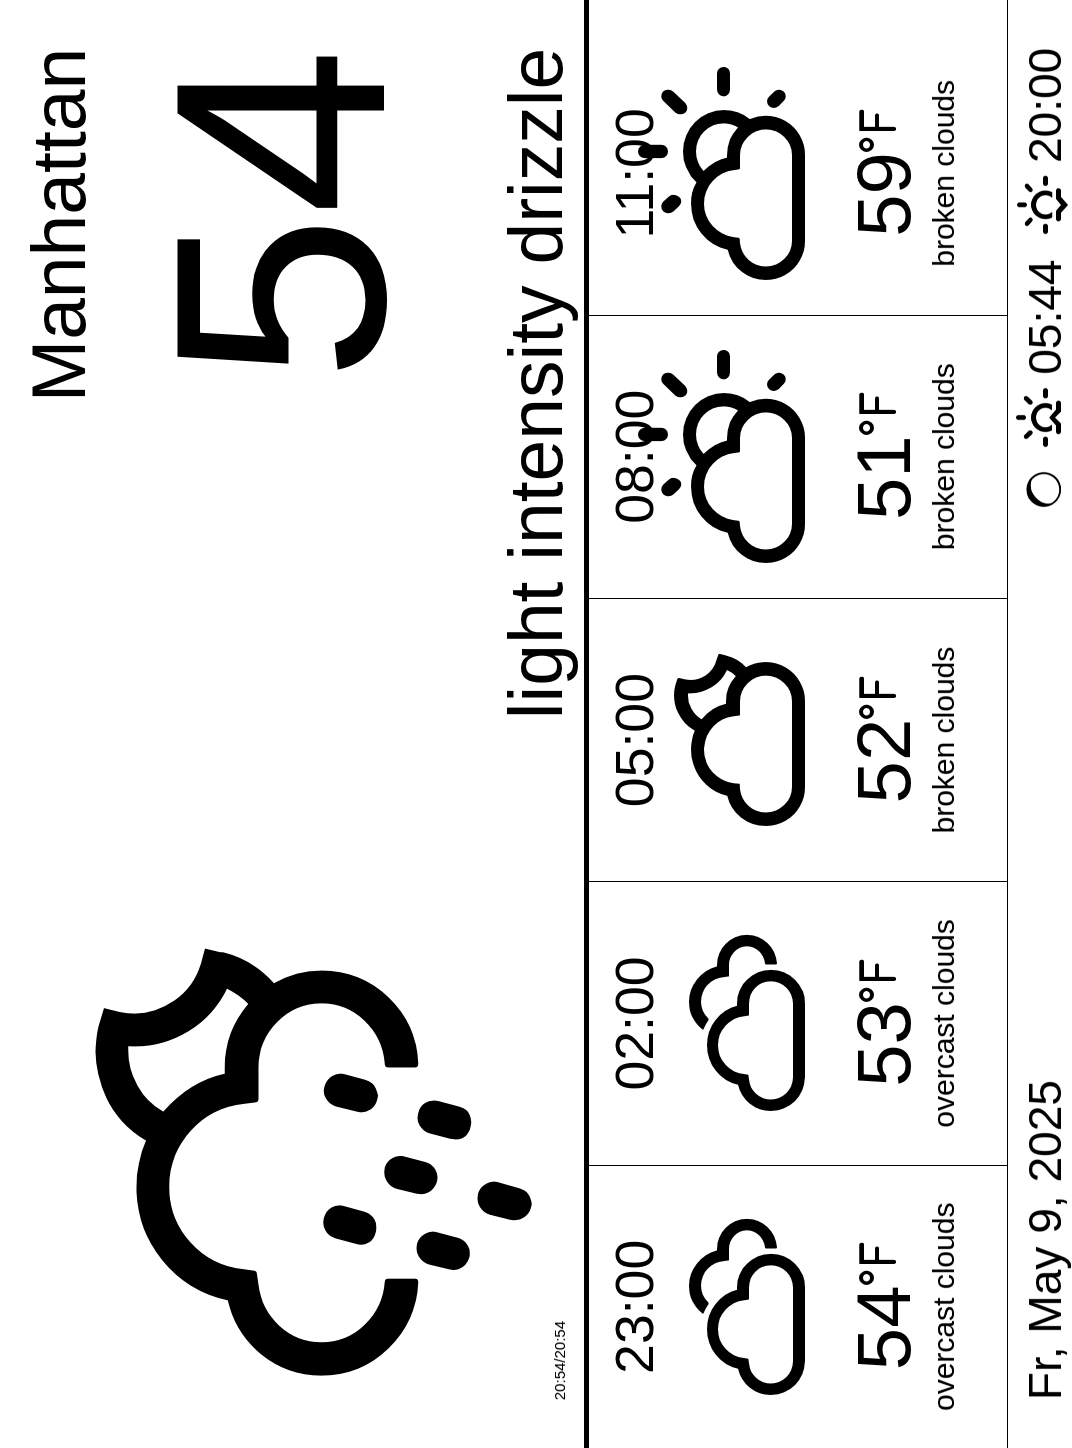 Manhattan
54
light intensity drizzle
20:54/20:54
23:00
54°F
overcast clouds
02:00
53°F
overcast clouds
05:00
52°F
broken clouds
08:00
51°F
broken clouds
11:00
59°F
broken clouds
Fr, May 9, 2025
05:44
20:00